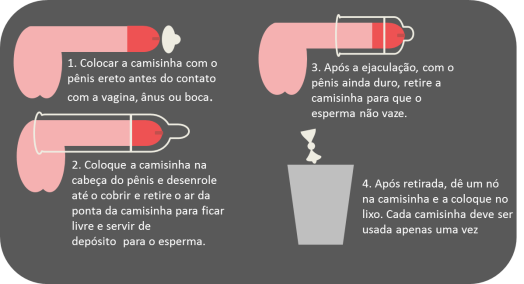 1. Colocar a camisinha com o
pênis ereto antes do contato
com a vagina, ânus ou boca.
2. Coloque a camisinha na
cabeça do pênis e desenrole
até o cobrir e retire o ar da
ponta da camisinha para ficar
livre e servir de
depósito para o esperma.
3. Após a ejaculação, com o
pênis ainda duro, retire a
camisinha para que o
esperma não vaze.
4. Após retirada, dê um nó
na camisinha e a coloque no
lixo. Cada camisinha deve ser
usada apenas uma vez